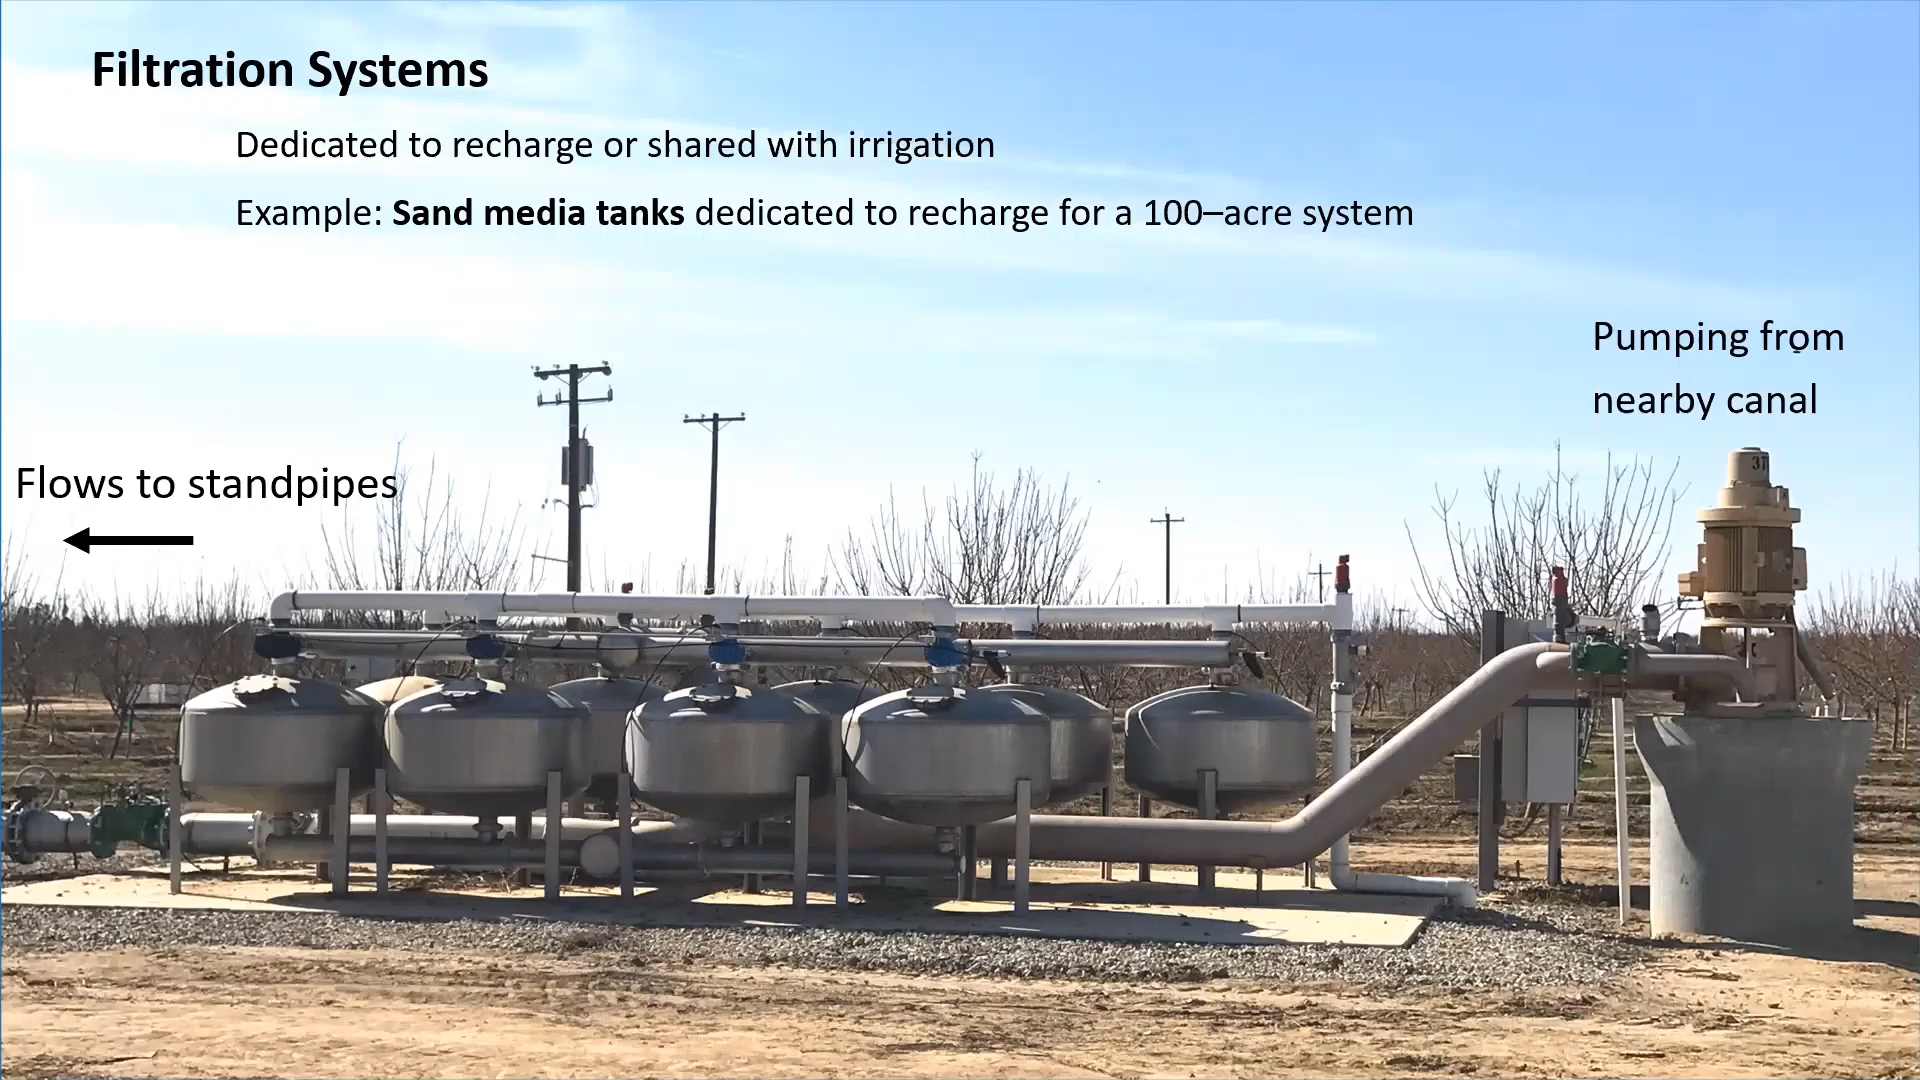 Filtration Systems
Dedicated to recharge or shared with irrigation
Example: Sand media tanks dedicated to recharge for a 100–acre system
Pumping from
nearby canal
Flows to standpipes